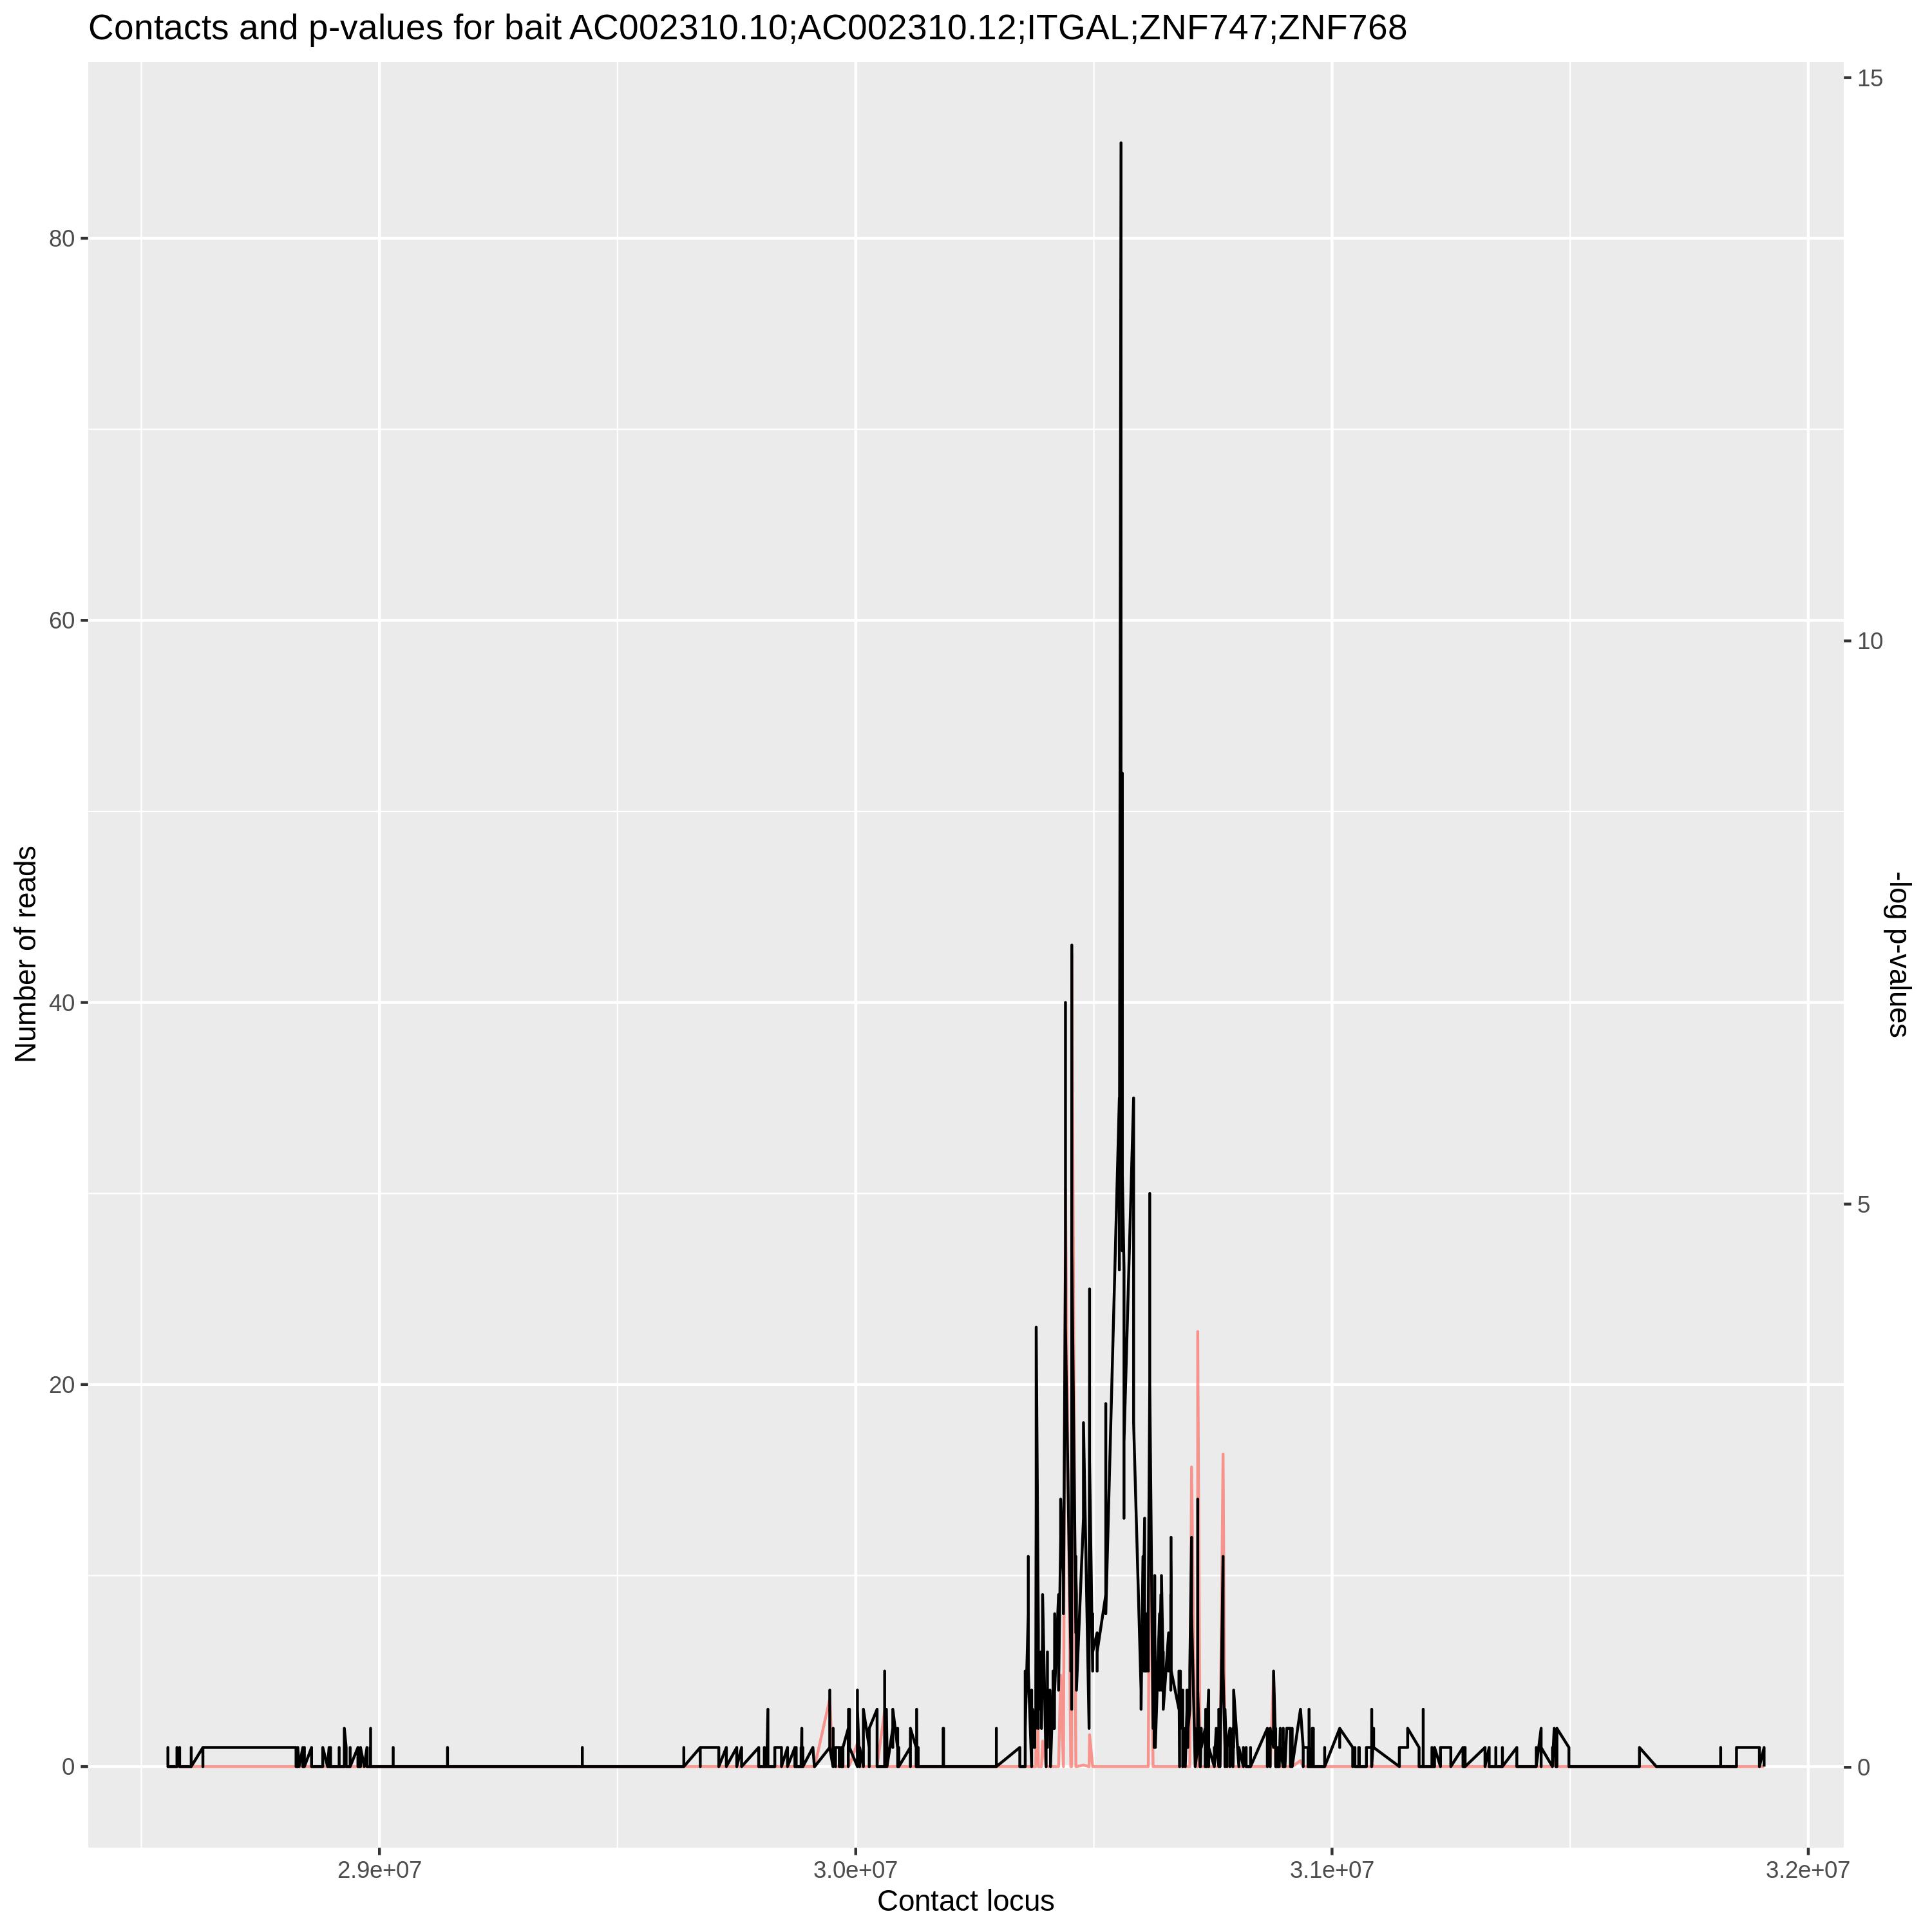 Contacts and p-values for bait AC002310.10;AC002310.12;ITGAL;ZNF747;ZNF768
15
80
60
10
Number of reads
-log p-values
40
5
20
0
0
2.9e+07
3.0e+07
3.1e+07
3.2e+07
Contact locus